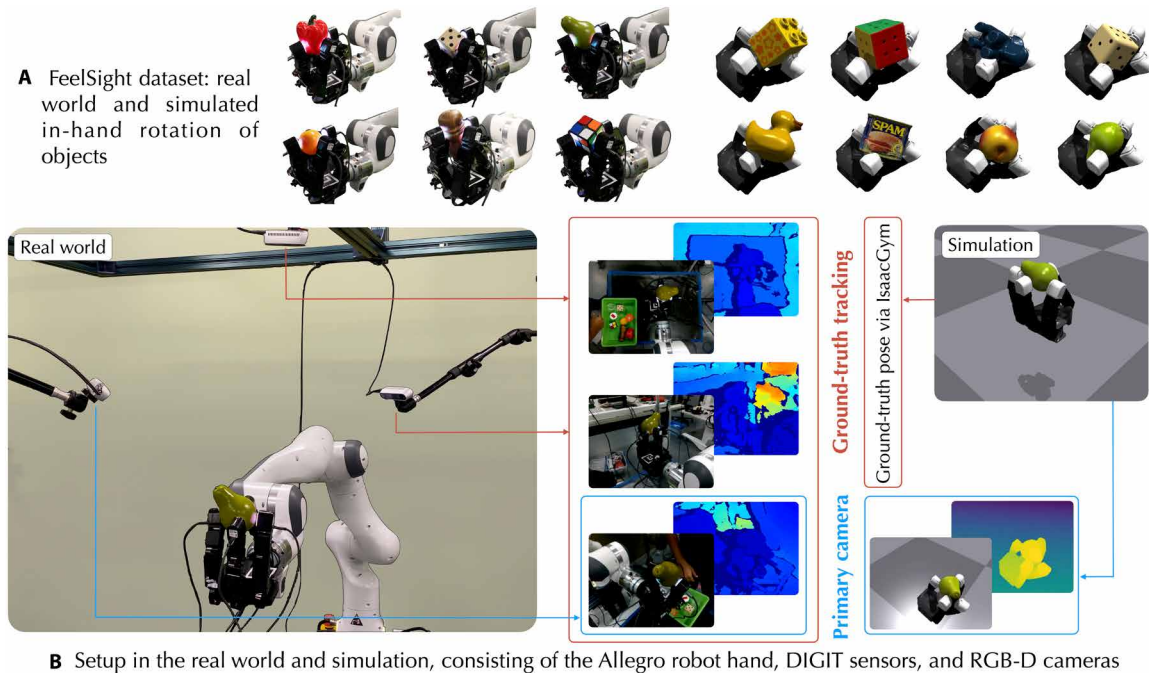 A FeelSight dataset: real
world and simulated
in-hand rotation of
objects
SPAM
Real world
Ground-truth tracking
Ground-truth pose via IsaacGym
Simulation
Primary camera
B Setup in the real world and simulation, consisting of the Allegro robot hand, DIGIT sensors, and RGB-D cameras